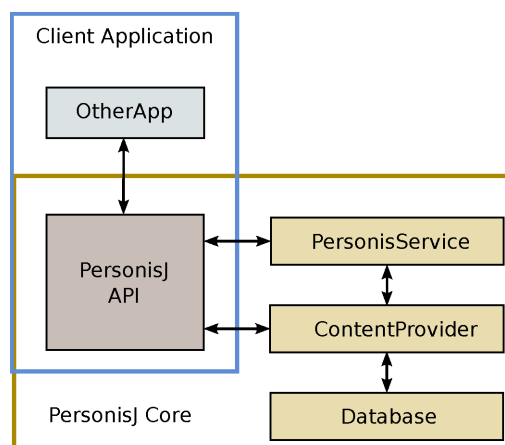 Client Application
OtherApp
PersonisJ
API
PersonisService
ContentProvider
PersonisJ Core
Database